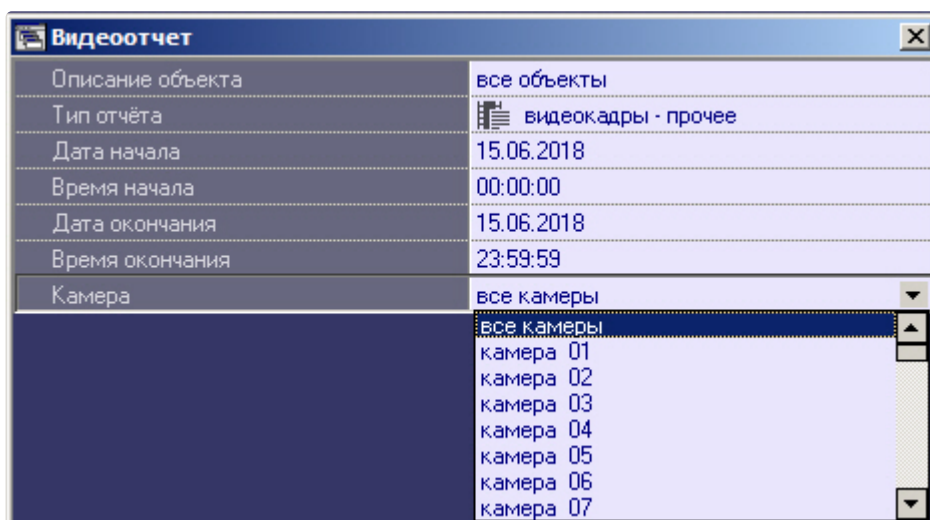 Видеоотчет
Описание объекта все объекты
Тип отчёта видеокадры - прочее
Дата начала 15.06.2018
Время начала 00:00:00
Дата окончания 15.06.2018
Время окончания 23:59:59
Камера все камеры
все камеры
камера 01
камера 02
камера 03
камера 04
камера 05
камера 06
камера 07